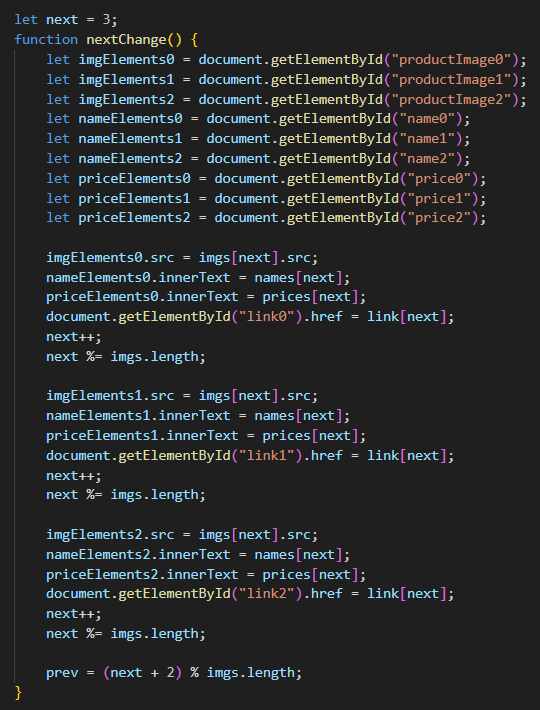 let next = 3;
function nextChange() {
    let imgElements0 = document.getElementById("productImage0");
    let imgElements1 = document.getElementById("productImage1");
    let imgElements2 = document.getElementById("productImage2");
    let nameElements0 = document.getElementById("name0");
    let nameElements1 = document.getElementById("name1");
    let nameElements2 = document.getElementById("name2");
    let priceElements0 = document.getElementById("price0");
    let priceElements1 = document.getElementById("price1");
    let priceElements2 = document.getElementById("price2");

    imgElements0.src = imgs[next].src;
    nameElements0.innerText = names[next];
    priceElements0.innerText = prices[next];
    document.getElementById("link0").href = link[next];
    next++;
    next %= imgs.length;

    imgElements1.src = imgs[next].src;
    nameElements1.innerText = names[next];
    priceElements1.innerText = prices[next];
    document.getElementById("link1").href = link[next];
    next++;
    next %= imgs.length;

    imgElements2.src = imgs[next].src;
    nameElements2.innerText = names[next];
    priceElements2.innerText = prices[next];
    document.getElementById("link2").href = link[next];
    next++;
    next %= imgs.length;

    prev = (next + 2) % imgs.length;
}